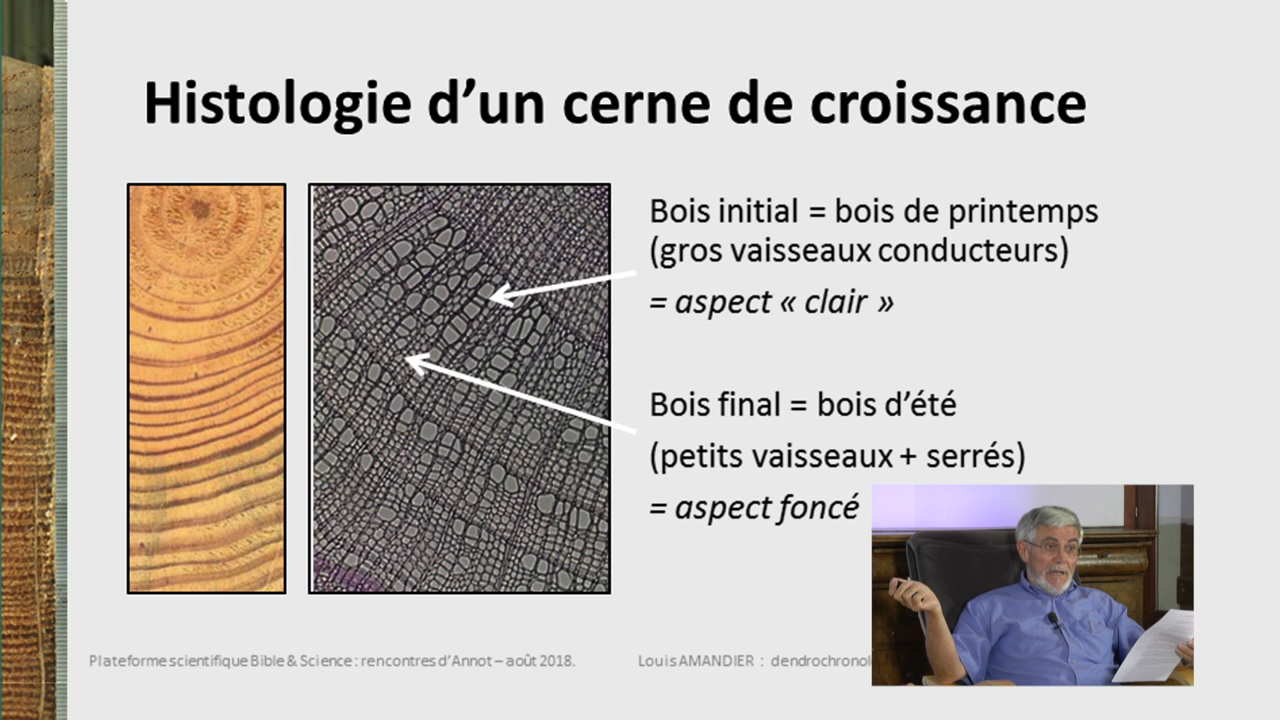 Histologie d’un cerne de croissance
Bois initial = bois de printemps
(gros vaisseaux conducteurs)
= aspect « clair »
Bois final = bois d’été
(petits vaisseaux + serrés)
= aspect foncé
Plateforme scientifique Bible & Science : rencontres d’Annot – août 2018.
Louis AMANDIER :